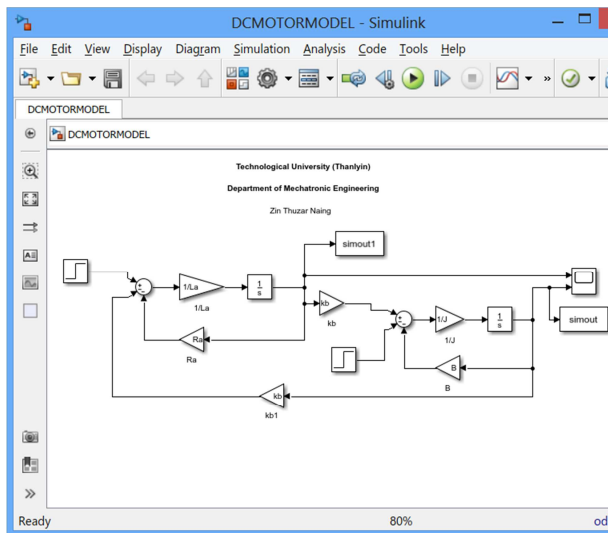 DCMOTORMODEL - Simulink
File Edit View Display Diagram Simulation Analysis Code Tools Help
DCMOTORMODEL
DCMOTORMODEL
Technological University (Thanlyin)
Department of Mechatronic Engineering
Zin Thuzar Naing
simout1
1/La
1
s
1/La
kb
kb
1/J
1
s
simout
1/J
Ra
Ra
B
B
kb
kb1
Ready 80% od